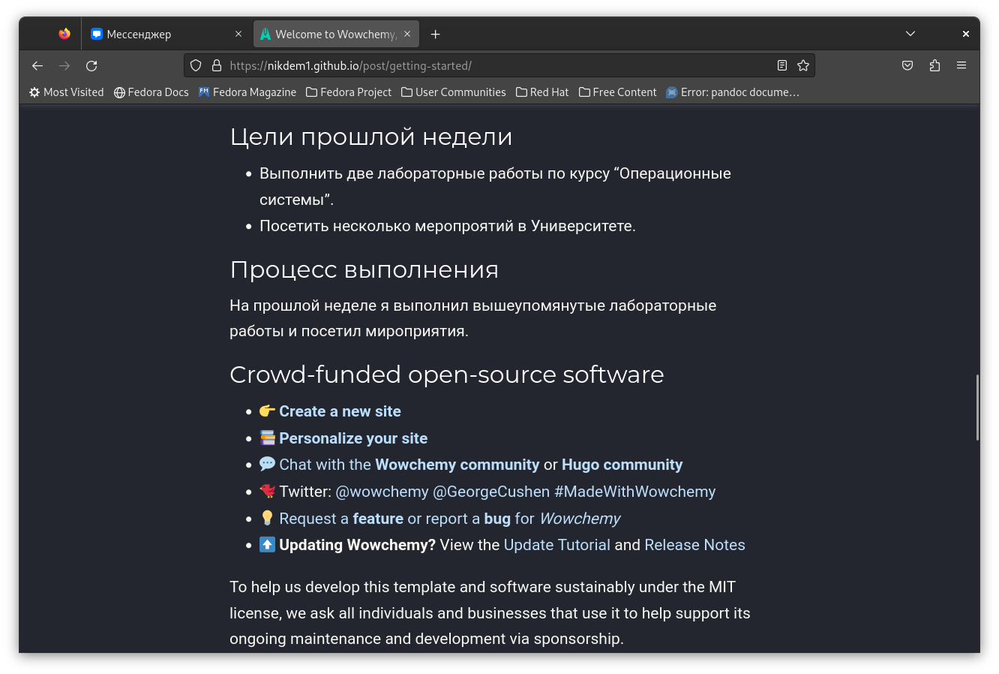 Мессенджер
Welcome to Wowchemy,
https://nikdem1.github.io/post/getting-started/
Most Visited Fedora Docs Fedora Magazine Fedora Project User Communities Red Hat Free Content Error: pandoc docume…
Цели прошлой недели
Выполнить две лабораторные работы по курсу “Операционные
системы”.
Посетить несколько меропроятий в Университете.
Процесс выполнения
На прошлой неделе я выполнил вышеупомянутые лабораторные
работы и посетил мироприятия.
Crowd-funded open-source software
👉 Create a new site
📚 Personalize your site
💬 Chat with the Wowchemy community or Hugo community
🐦 Twitter: @wowchemy @GeorgeCushen #MadeWithWowchemy
💡 Request a feature or report a bug for Wowchemy
⬆️ Updating Wowchemy? View the Update Tutorial and Release Notes
To help us develop this template and software sustainably under the MIT
license, we ask all individuals and businesses that use it to help support its
ongoing maintenance and development via sponsorship.